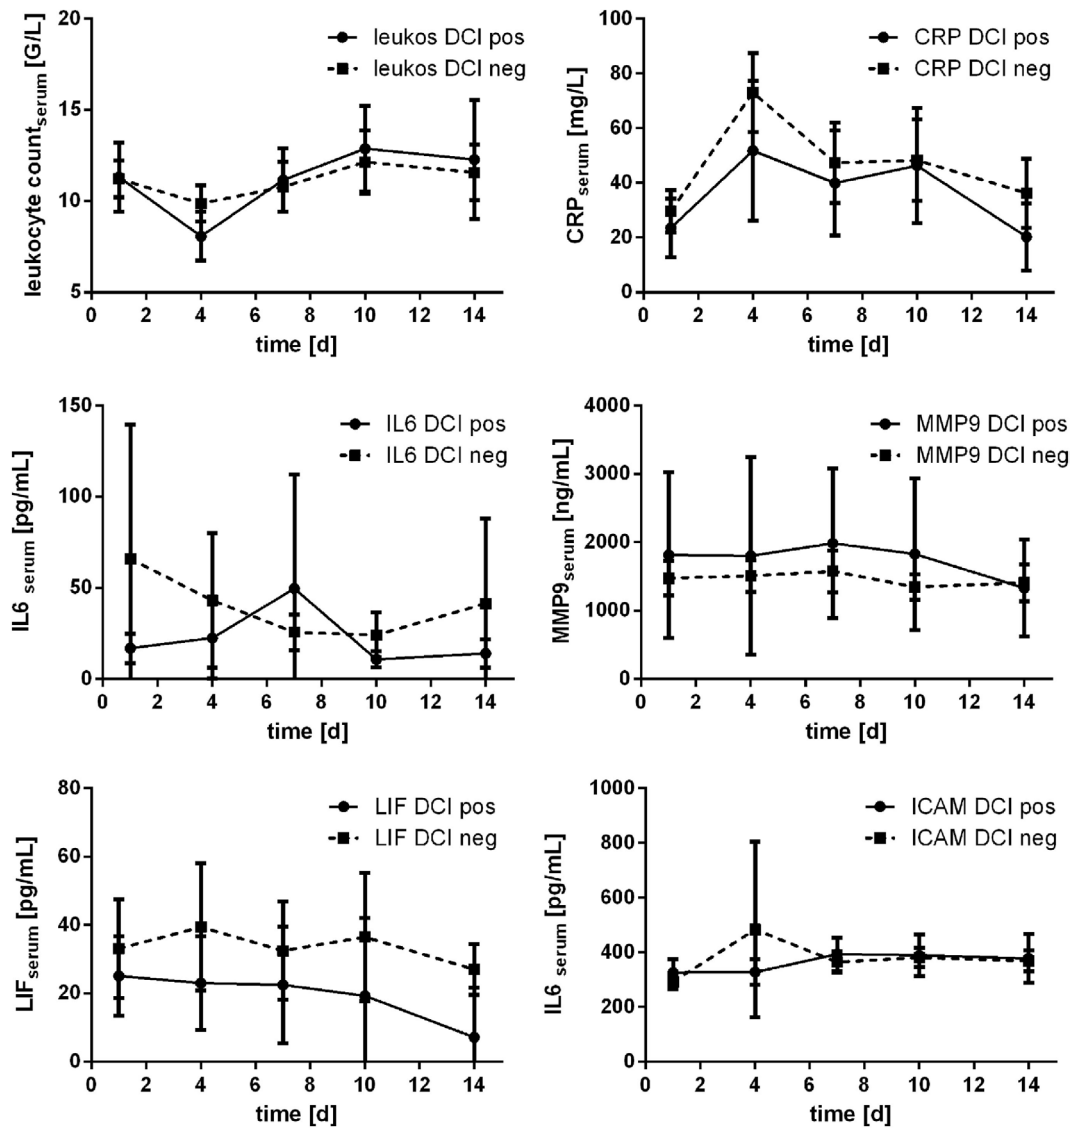 leukocyte count serum [G/L]
20
15
10
5
leukos DCI pos
leukos DCI neg
0 2 4 6 8 10 12 14
time [d]
CRP serum [mg/L]
100
80
60
40
20
0
CRP DCI pos
CRP DCI neg
0 2 4 6 8 10 12 14
time [d]
IL6 serum [pg/mL]
150
100
50
0
IL6 DCI pos
IL6 DCI neg
0 2 4 6 8 10 12 14
time [d]
MMP9 serum [ng/mL]
4000
3000
2000
1000
0
MMP9 DCI pos
MMP9 DCI neg
0 2 4 6 8 10 12 14
time [d]
LIF serum [pg/mL]
80
60
40
20
0
LIF DCI pos
LIF DCI neg
0 2 4 6 8 10 12 14
time [d]
IL6 serum [pg/mL]
1000
800
600
400
200
0
ICAM DCI pos
ICAM DCI neg
0 2 4 6 8 10 12 14
time [d]